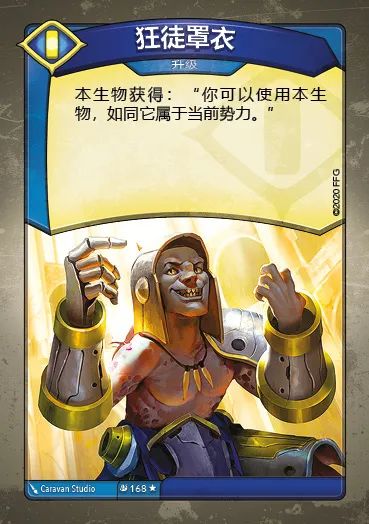 狂徒罩衣
升级
本生物获得：“你可以使用本生
物，如同它属于当前势力。”
©2020 FFG
Caravan Studio
168 ★